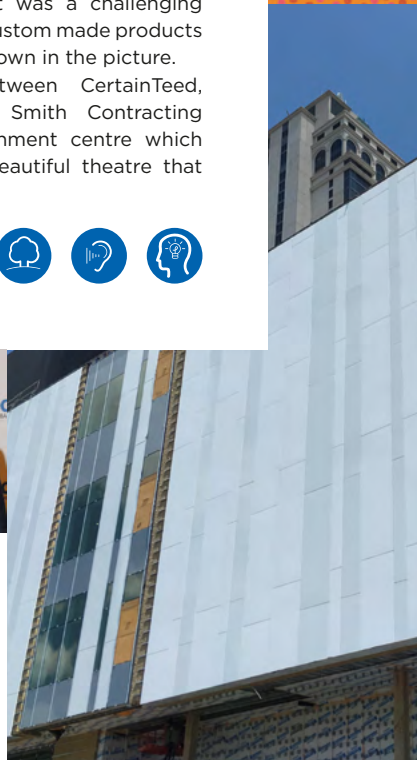 t was a challenging
ustom made products
own in the picture.
tween CertainTeed,
Smith Contracting
nment centre which
eautiful theatre that